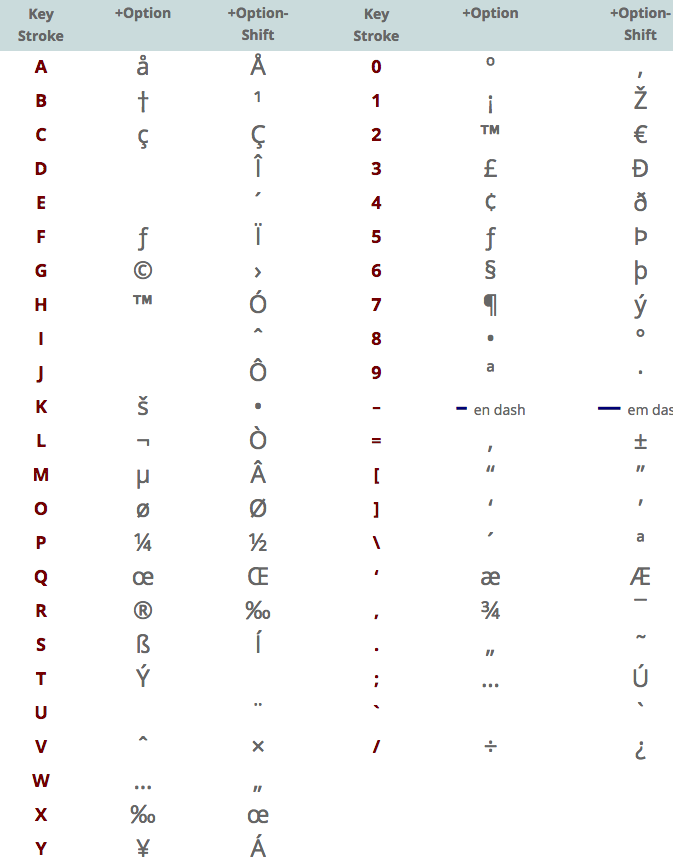 Key Stroke +Option +Option-Shift Key Stroke +Option +Option-Shift
A å Å 0 º ‚
B † ¹ 1 ¡ Ž
C ç Ç 2 ™ €
D Î 3 £ Ð
E ´ 4 ¢ ð
F ƒ Ï 5 ƒ Þ
G © › 6 § þ
H ™ Ó 7 ¶ ý
I ˆ 8 • °
J Ô 9 ª ·
K š • – – en dash — em das
L ¬ Ò = ‚ ±
M µ Â [ “ ”
O ø Ø ] ‘ ’
P ¼ ½ \ ´ ª
Q œ Œ ‘ æ Æ
R ® ‰ , ¾ ¯
S ß Í . „ ˜
T Ý ; … Ú
U ¨ ` `
V ˆ × / ÷ ¿
W … „
X ‰ œ
Y ¥ Á